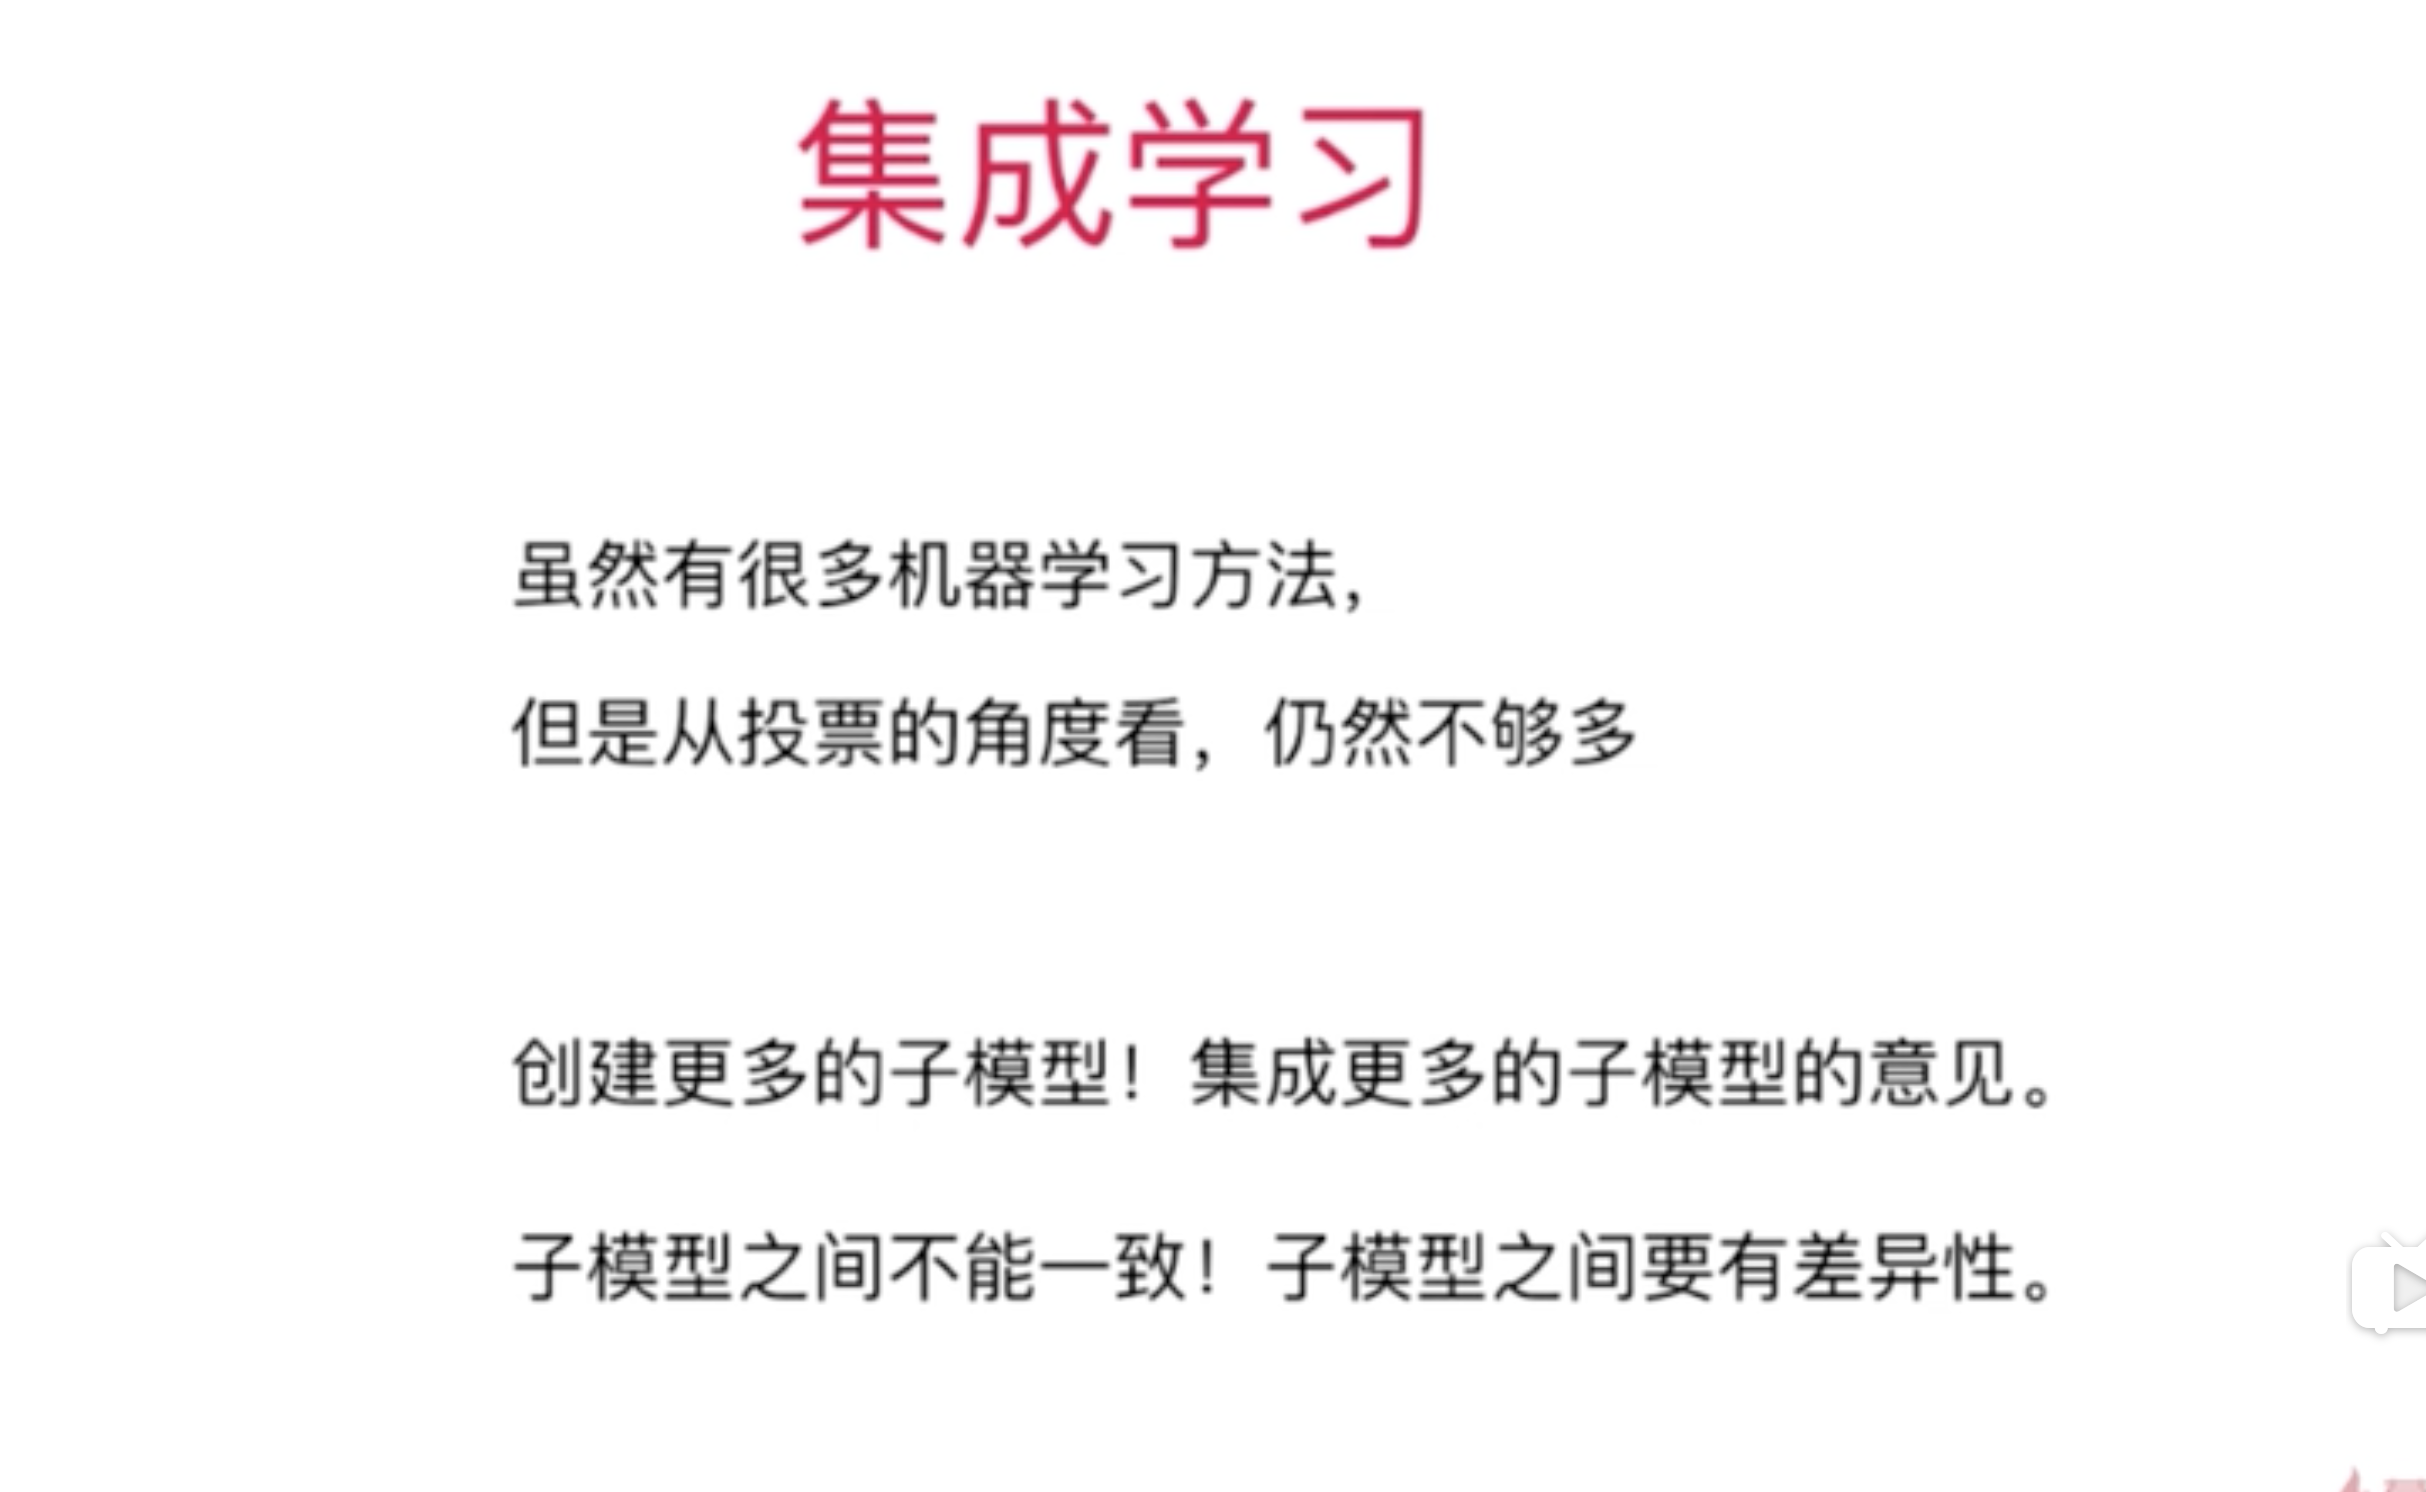 集成学习
虽然有很多机器学习方法，
但是从投票的角度看，仍然不够多
创建更多的子模型！集成更多的子模型的意见。
子模型之间不能一致！子模型之间要有差异性。